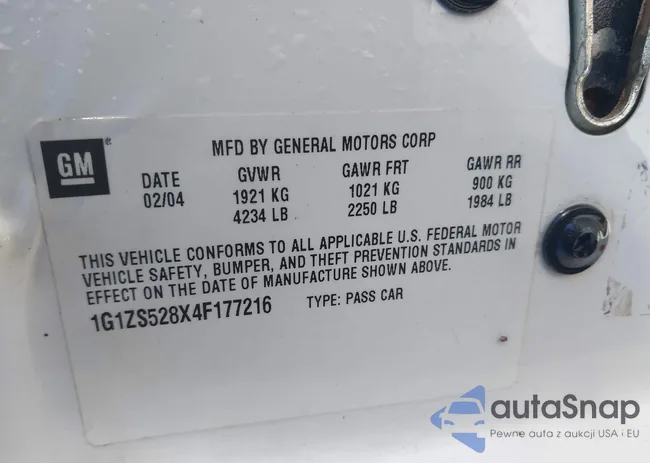 GM
MFD BY GENERAL MOTORS CORP
DATE GVWR GAWR FRT GAWR RR
02/04 1921 KG 1021 KG 900 KG
4234 LB 2250 LB 1984 LB
THIS VEHICLE CONFORMS TO ALL APPLICABLE U.S. FEDERAL MOTOR
VEHICLE SAFETY, BUMPER, AND THEFT PREVENTION STANDARDS IN
EFFECT ON THE DATE OF MANUFACTURE SHOWN ABOVE.
1G1ZS528X4F177216 TYPE: PASS CAR
autaSnap
Pewne auta z aukcji USA i EU